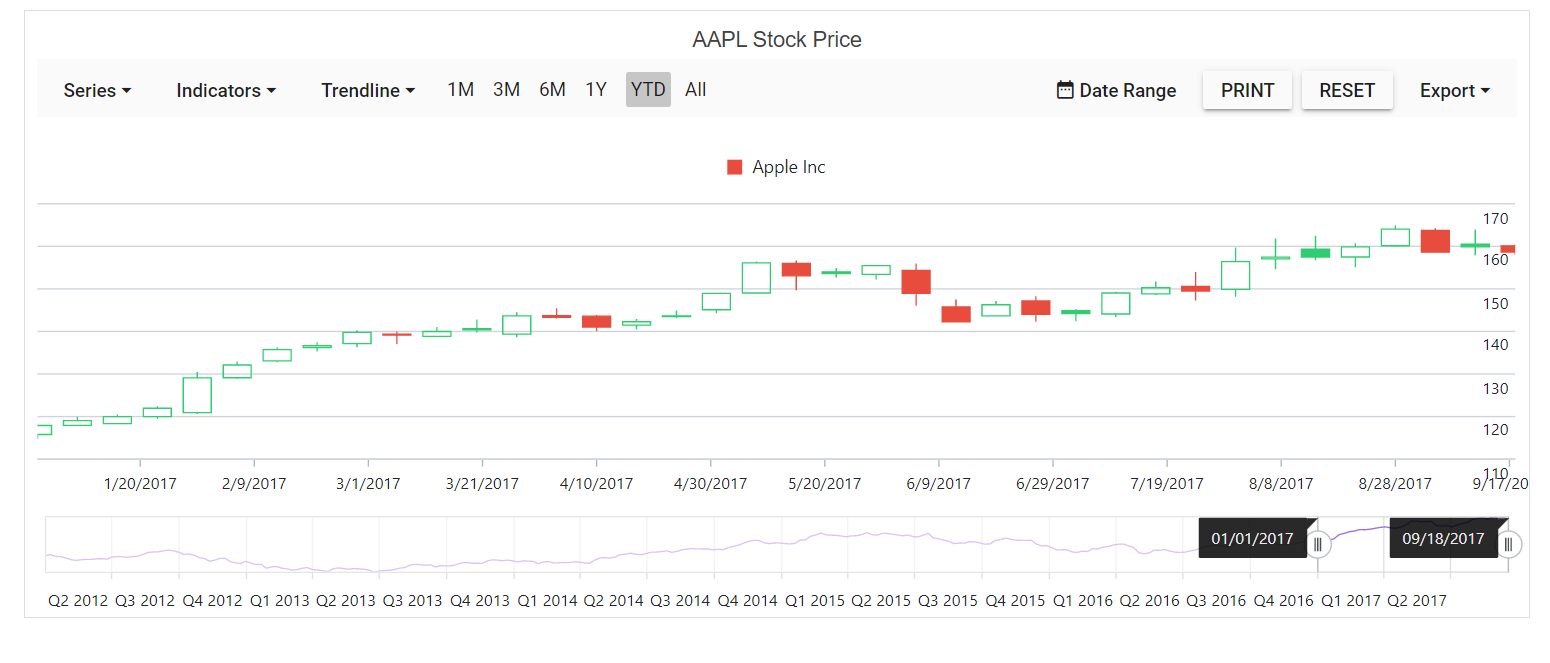 AAPL Stock Price
Series Indicators Trendline 1M 3M 6M 1Y YTD All Date Range PRINT RESET Export
Apple Inc
170
160
150
140
130
120
110
1/20/2017 2/9/2017 3/1/2017 3/21/2017 4/10/2017 4/30/2017 5/20/2017 6/9/2017 6/29/2017 7/19/2017 8/8/2017 8/28/2017 9/17/20
01/01/2017 09/18/2017
Q2 2012 Q3 2012 Q4 2012 Q1 2013 Q2 2013 Q3 2013 Q4 2013 Q1 2014 Q2 2014 Q3 2014 Q4 2014 Q1 2015 Q2 2015 Q3 2015 Q4 2015 Q1 2016 Q2 2016 Q3 2016 Q4 2016 Q1 2017 Q2 2017